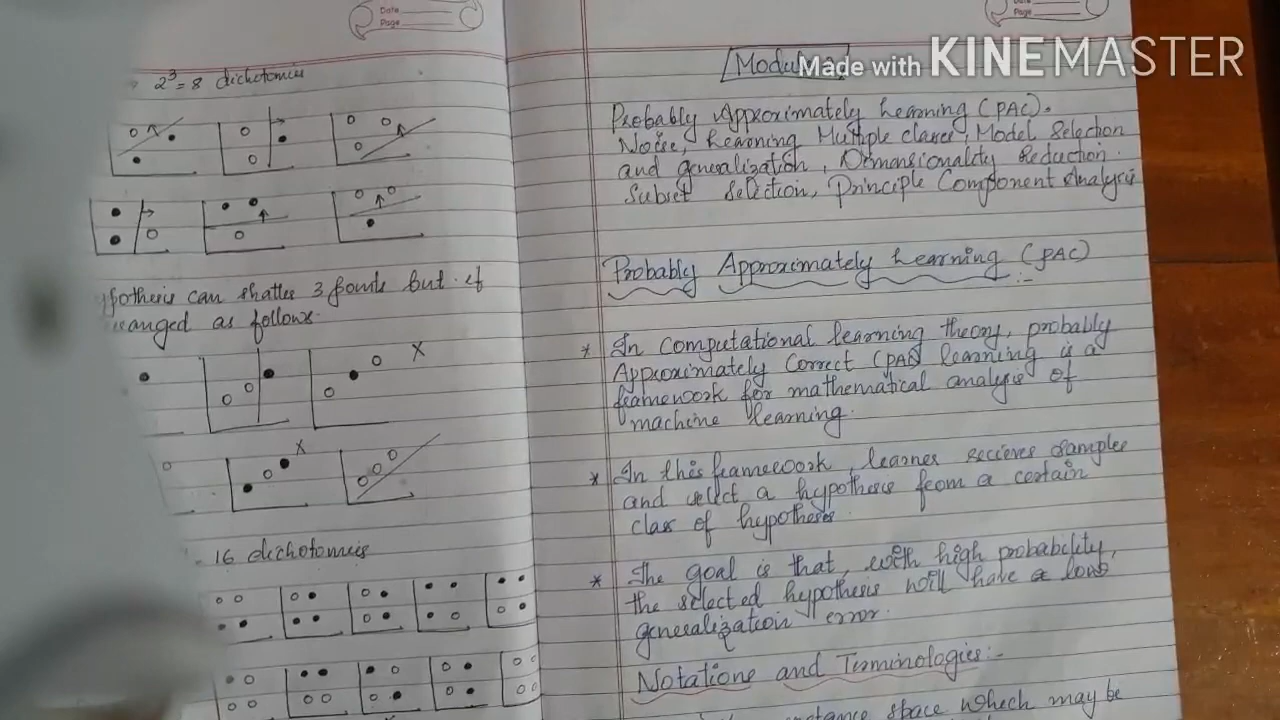 Date
Page
2³ = 8 dichotomies
hypothesis can shatter 3 points but if
arranged as follows.
X
X
16 dichotomies
Date
Page
Made with KINEMASTER
Probably Approximately Learning (PAC).
Noise, Learning Multiple classes, Model Selection
and generalization, Dimensionality Reduction.
Subset selection, Principle Component Analysis
Probably Approximately Learning (PAC) :-
* In Computational learning theory, probably
Approximately Correct (PAC) learning is a
framework for mathematical analysis of
machine learning.
* In this framework, learner recieves samples
and select a hypothesis from a certain
class of hypotheses.
* The goal is that, with high probability,
the selected hypothesis will have a low
generalization error.
Notations and Terminologies:-
instance space which may be